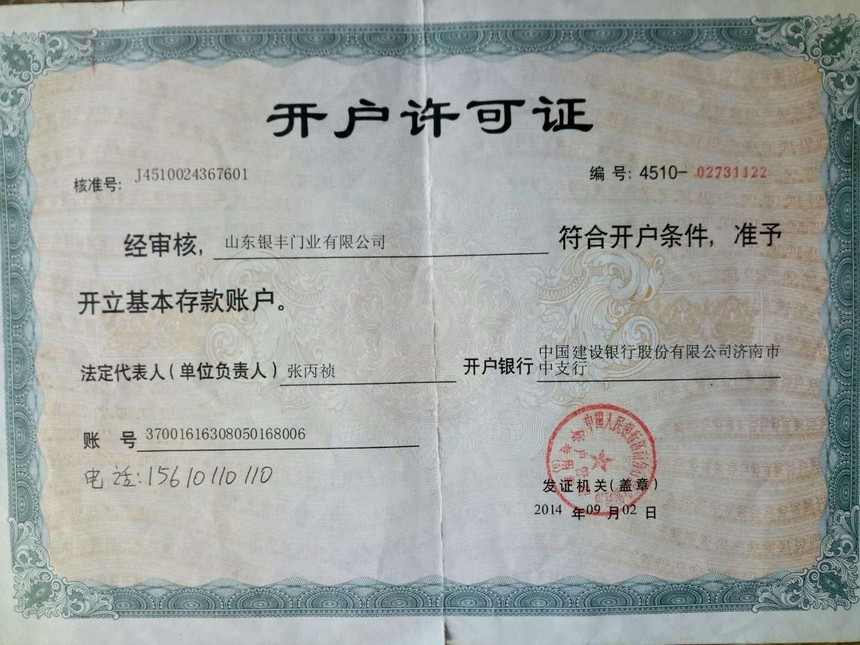 开户许可证
核准号: J4510024367601
编 号: 4510- 02731122
经审核, 山东银丰门业有限公司 符合开户条件, 准予
开立基本存款账户。
法定代表人(单位负责人) 张丙祯 开户银行 中国建设银行股份有限公司济南市
中支行
账 号 37001616308050168006
电话:15610110110
发证机关(盖章)
2014 年09 月02 日